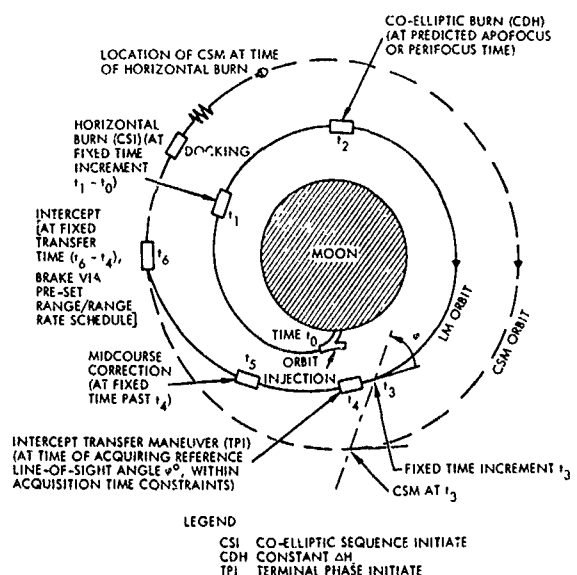 CO-ELLIPTIC BURN (CDH)
(AT PREDICTED APOFOCUS
OR PERIFOCUS TIME)
LOCATION OF CSM AT TIME
OF HORIZONTAL BURN
HORIZONTAL
BURN (CSI) (AT
FIXED TIME
INCREMENT
t1 - t0)
DOCKING
t2
t1
INTERCEPT
[AT FIXED
TRANSFER
TIME (t6 - t4),
BRAKE VIA
PRE-SET
RANGE/RANGE
RATE SCHEDULE]
t6
MOON
LM ORBIT
CSM ORBIT
TIME t0
ORBIT
INJECTION
MIDCOURSE
CORRECTION
(AT FIXED
TIME PAST t4)
t5
t4
t3
INTERCEPT TRANSFER MANEUVER (TPI)
(AT TIME OF ACQUIRING REFERENCE
LINE-OF-SIGHT ANGLE φ°, WITHIN
ACQUISITION TIME CONSTRAINTS)
FIXED TIME INCREMENT t3
CSM AT t3
LEGEND
CSI CO-ELLIPTIC SEQUENCE INITIATE
CDH CONSTANT ΔH
TPI TERMINAL PHASE INITIATE